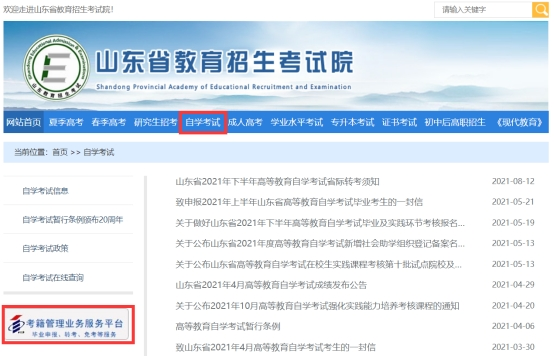 欢迎走进山东省教育招生考试院！
请输入关键字
山东省教育招生考试院
Shandong Provincial Academy of Educational Recruitment and Examination
网站首页 夏季高考 春季高考 研究生招考 自学考试 成人高考 学业水平考试 专升本考试 证书考试 初中后高职招生 《现代教育》
当前位置：首页 >> 自学考试
自学考试信息
自学考试暂行条例颁布20周年
自学考试政策
自学考试在线查询
考籍管理业务服务平台
毕业申报、转考、免考等服务
山东省2021年下半年高等教育自学考试省际转考须知 2021-08-12
致申报2021年上半年山东省高等教育自学考试毕业考生的一封信 2021-05-21
关于做好山东省2021年下半年高等教育自学考试毕业及实践环节考核报名... 2021-05-19
关于公布山东省2021年度高等教育自学考试新增社会助学组织登记备案名... 2021-05-13
关于公布山东省高等教育自学考试在校生实践课程考核第十批试点院校及... 2021-05-13
山东省2021年4月高等教育自学考试成绩发布公告 2021-04-29
关于公布2021年10月高等教育自学考试强化实践能力培养考核课程的通知 2021-04-20
高等教育自学考试暂行条例 2021-04-06
致山东省2021年4月高等教育自学考试考生的一封信 2021-03-30